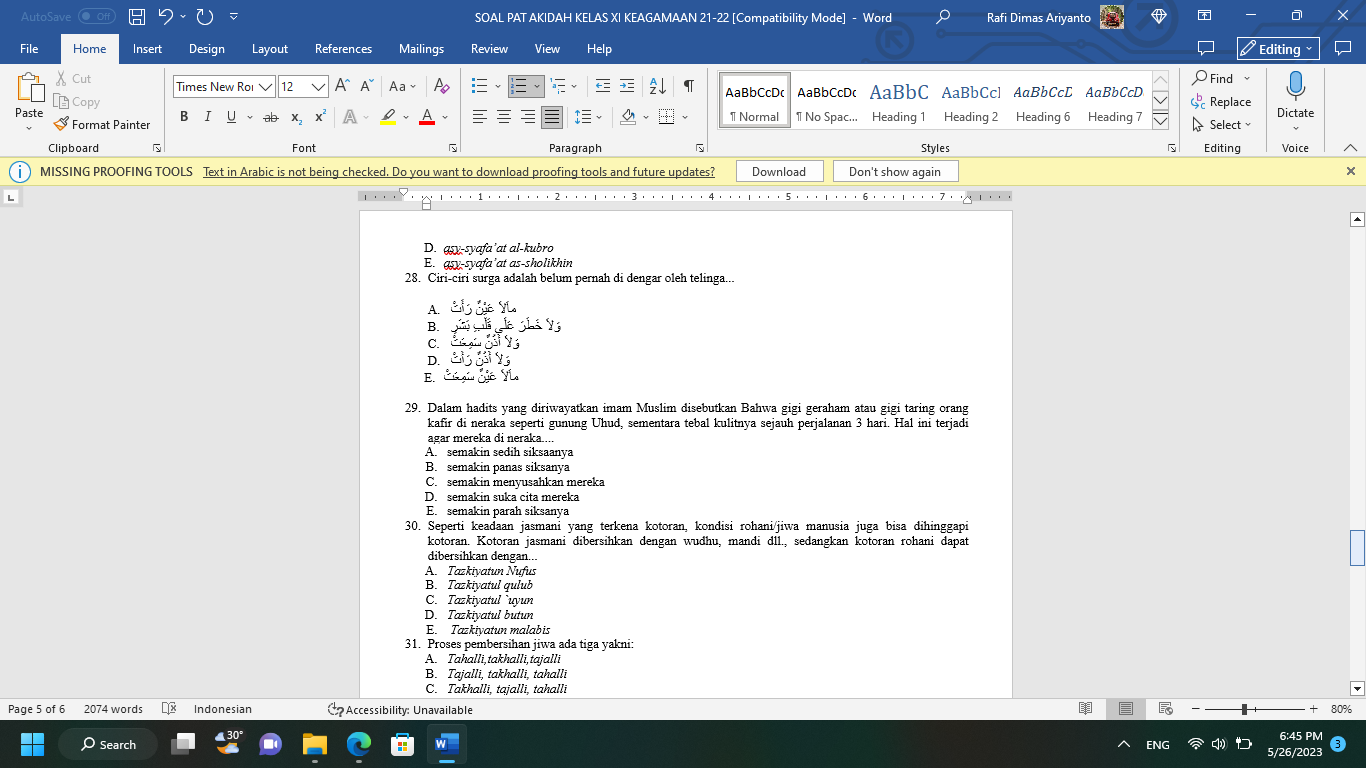 AutoSave Off SOAL PAT AKIDAH KELAS XI KEAGAMAAN 21-22 [Compatibility Mode] - Word Rafi Dimas Ariyanto
File Home Insert Design Layout References Mailings Review View Help Editing
Paste Cut Copy Format Painter
Times New Roi 12 Aa
B I U ab x₂ x² A A A
AaBbCcDc AaBbCcDc AaBbC AaBbCcI AaBbCcD AaBbCcD
¶ Normal ¶ No Spac... Heading 1 Heading 2 Heading 6 Heading 7
Find Replace Select Dictate
Clipboard Font Paragraph Styles Editing Voice
MISSING PROOFING TOOLS Text in Arabic is not being checked. Do you want to download proofing tools and future updates? Download Don't show again
1 2 3 4 5 6 7
D. asy-syafa’at al-kubro
E. asy-syafa’at as-sholikhin
28. Ciri-ciri surga adalah belum pernah di dengar oleh telinga...
A. مالاَ عَيْنٌ رَأَتْ
B. وَلاَ خَطَرَ عَلَى قَلْبِ بَشَرٍ
C. وَلاَ أُذُنٌ سَمِعَتْ
D. وَلاَ أُذُنٌ رَأَتْ
E. مالاَ عَيْنٌ سَمِعَتْ
29. Dalam hadits yang diriwayatkan imam Muslim disebutkan Bahwa gigi geraham atau gigi taring orang
kafir di neraka seperti gunung Uhud, sementara tebal kulitnya sejauh perjalanan 3 hari. Hal ini terjadi
agar mereka di neraka....
A. semakin sedih siksaanya
B. semakin panas siksanya
C. semakin menyusahkan mereka
D. semakin suka cita mereka
E. semakin parah siksanya
30. Seperti keadaan jasmani yang terkena kotoran, kondisi rohani/jiwa manusia juga bisa dihinggapi
kotoran. Kotoran jasmani dibersihkan dengan wudhu, mandi dll., sedangkan kotoran rohani dapat
dibersihkan dengan...
A. Tazkiyatun Nufus
B. Tazkiyatul qulub
C. Tazkiyatul `uyun
D. Tazkiyatul butun
E. Tazkiyatun malabis
31. Proses pembersihan jiwa ada tiga yakni:
A. Tahalli,takhalli,tajalli
B. Tajalli, takhalli, tahalli
C. Takhalli, tajalli, tahalli
Page 5 of 6 2074 words Indonesian Accessibility: Unavailable 80%
Search 30° ENG 6:45 PM
5/26/2023 3